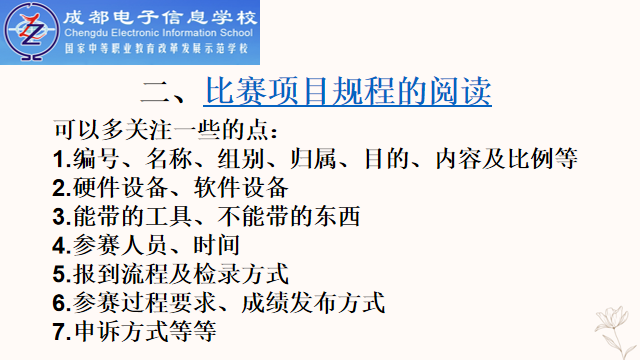 成都电子信息学校
Chengdu Electronic Information School
国家中等职业教育改革发展示范学校
二、比赛项目规程的阅读
可以多关注一些的点：
1.编号、名称、组别、归属、目的、内容及比例等
2.硬件设备、软件设备
3.能带的工具、不能带的东西
4.参赛人员、时间
5.报到流程及检录方式
6.参赛过程要求、成绩发布方式
7.申诉方式等等